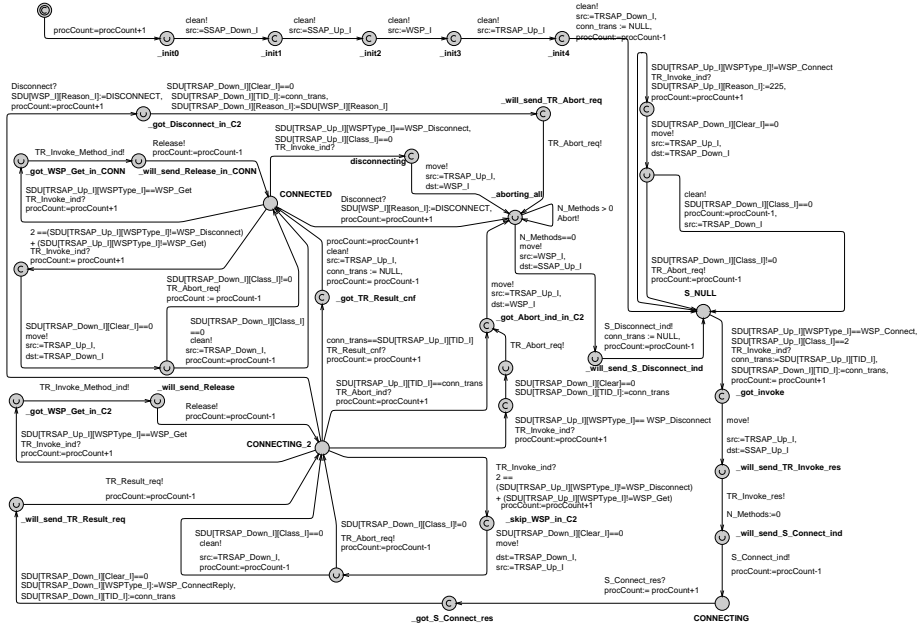 procCount:=procCount+1
_init0
clean!
src:=SSAP_Down_I
_init1
clean!
src:=SSAP_Up_I
_init2
clean!
src:=WSP_I
_init3
clean!
src:=TRSAP_Up_I
_init4
clean!
src:=TRSAP_Down_I,
conn_trans := NULL,
procCount:=procCount-1
Disconnect?
SDU[WSP_I][Reason_I]:=DISCONNECT,
procCount:=procCount+1
SDU[TRSAP_Down_I][Clear_I]==0
SDU[TRSAP_Down_I][TID_I]:=conn_trans,
SDU[TRSAP_Down_I][Reason_I]:=SDU[WSP_I][Reason_I]
_got_Disconnect_in_C2
_will_send_TR_Abort_req
TR_Abort_req!
SDU[TRSAP_Up_I][WSPType_I]!=WSP_Connect
TR_Invoke_ind?
SDU[TRSAP_Up_I][Reason_I]:=225,
procCount:=procCount+1
SDU[TRSAP_Down_I][Clear_I]==0
move!
src:=TRSAP_Up_I,
dst:=TRSAP_Down_I
clean!
SDU[TRSAP_Down_I][Class_I]==0
procCount:=procCount-1,
src:=TRSAP_Down_I
SDU[TRSAP_Down_I][Class_I]!=0
TR_Abort_req!
procCount:=procCount-1
S_NULL
TR_Invoke_Method_ind!
_got_WSP_Get_in_CONN
Release!
procCount:=procCount-1
_will_send_Release_in_CONN
SDU[TRSAP_Up_I][WSPType_I]==WSP_Get
TR_Invoke_ind?
procCount:=procCount+1
CONNECTED
SDU[TRSAP_Up_I][WSPType_I]==WSP_Disconnect,
SDU[TRSAP_Up_I][Class_I]==0
TR_Invoke_ind?
disconnecting
move!
src:=TRSAP_Up_I,
dst:=WSP_I
_aborting_all
Disconnect?
SDU[WSP_I][Reason_I]:=DISCONNECT,
procCount:=procCount+1
N_Methods > 0
Abort!
N_Methods==0
move!
src:=WSP_I,
dst:=SSAP_Up_I
2 ==(SDU[TRSAP_Up_I][WSPType_I]!=WSP_Disconnect)
+ (SDU[TRSAP_Up_I][WSPType_I]!=WSP_Get)
TR_Invoke_ind?
procCount:= procCount+1
SDU[TRSAP_Down_I][Class_I]!=0
TR_Abort_req!
procCount := procCount-1
procCount:=procCount+1
clean!
src:=TRSAP_Up_I,
conn_trans := NULL,
procCount:=procCount-1
_got_TR_Result_cnf
move!
src:=TRSAP_Up_I,
dst:=WSP_I
_got_Abort_ind_in_C2
SDU[TRSAP_Down_I][Clear_I]==0
move!
src:=TRSAP_Up_I,
dst:=TRSAP_Down_I
SDU[TRSAP_Down_I][Class_I]
==0
clean!
src:=TRSAP_Down_I,
procCount:=procCount-1
conn_trans==SDU[TRSAP_Up_I][TID_I]
TR_Result_cnf?
procCount:= procCount+1
TR_Abort_req!
S_Disconnect_ind!
conn_trans := NULL,
procCount:=procCount-1
_will_send_S_Disconnect_ind
SDU[TRSAP_Up_I][WSPType_I]==WSP_Connect,
SDU[TRSAP_Up_I][Class_I]==2
TR_Invoke_ind?
conn_trans:=SDU[TRSAP_Up_I][TID_I],
SDU[TRSAP_Down_I][TID_I]:=conn_trans,
procCount:= procCount+1
_got_invoke
SDU[TRSAP_Up_I][TID_I]==conn_trans
TR_Abort_ind?
procCount:=procCount+1
SDU[TRSAP_Down_I][Clear]==0
SDU[TRSAP_Down_I][TID_I]:=conn_trans
TR_Invoke_Method_ind!
_will_send_Release
_got_WSP_Get_in_C2
Release!
procCount:=procCount-1
SDU[TRSAP_Up_I][WSPType_I]==WSP_Get
TR_Invoke_ind?
procCount:=procCount+1
CONNECTING_2
SDU[TRSAP_Up_I][WSPType_I]== WSP_Disconnect
TR_Invoke_ind?
procCount:=procCount+1
move!
src:=TRSAP_Up_I,
dst:=SSAP_Up_I
_will_send_TR_Invoke_res
TR_Result_req!
procCount:=procCount-1
_will_send_TR_Result_req
TR_Invoke_ind?
2 ==
(SDU[TRSAP_Up_I][WSPType_I]!=WSP_Disconnect)
+ (SDU[TRSAP_Up_I][WSPType_I]!=WSP_Get)
procCount:=procCount+1
_skip_WSP_in_C2
TR_Invoke_res!
N_Methods:=0
_will_send_S_Connect_ind
SDU[TRSAP_Down_I][Class_I]==0
clean!
src:=TRSAP_Down_I,
procCount:=procCount-1
SDU[TRSAP_Down_I][Class_I]!=0
TR_Abort_req!
procCount:=procCount-1
SDU[TRSAP_Down_I][Clear_I]==0
move!
dst:=TRSAP_Down_I,
src:=TRSAP_Up_I
S_Connect_ind!
procCount:=procCount-1
SDU[TRSAP_Down_I][Clear_I]==0
SDU[TRSAP_Down_I][WSPType_I]:=WSP_ConnectReply,
SDU[TRSAP_Down_I][TID_I]:=conn_trans
S_Connect_res?
procCount:= procCount+1
_got_S_Connect_res
CONNECTING